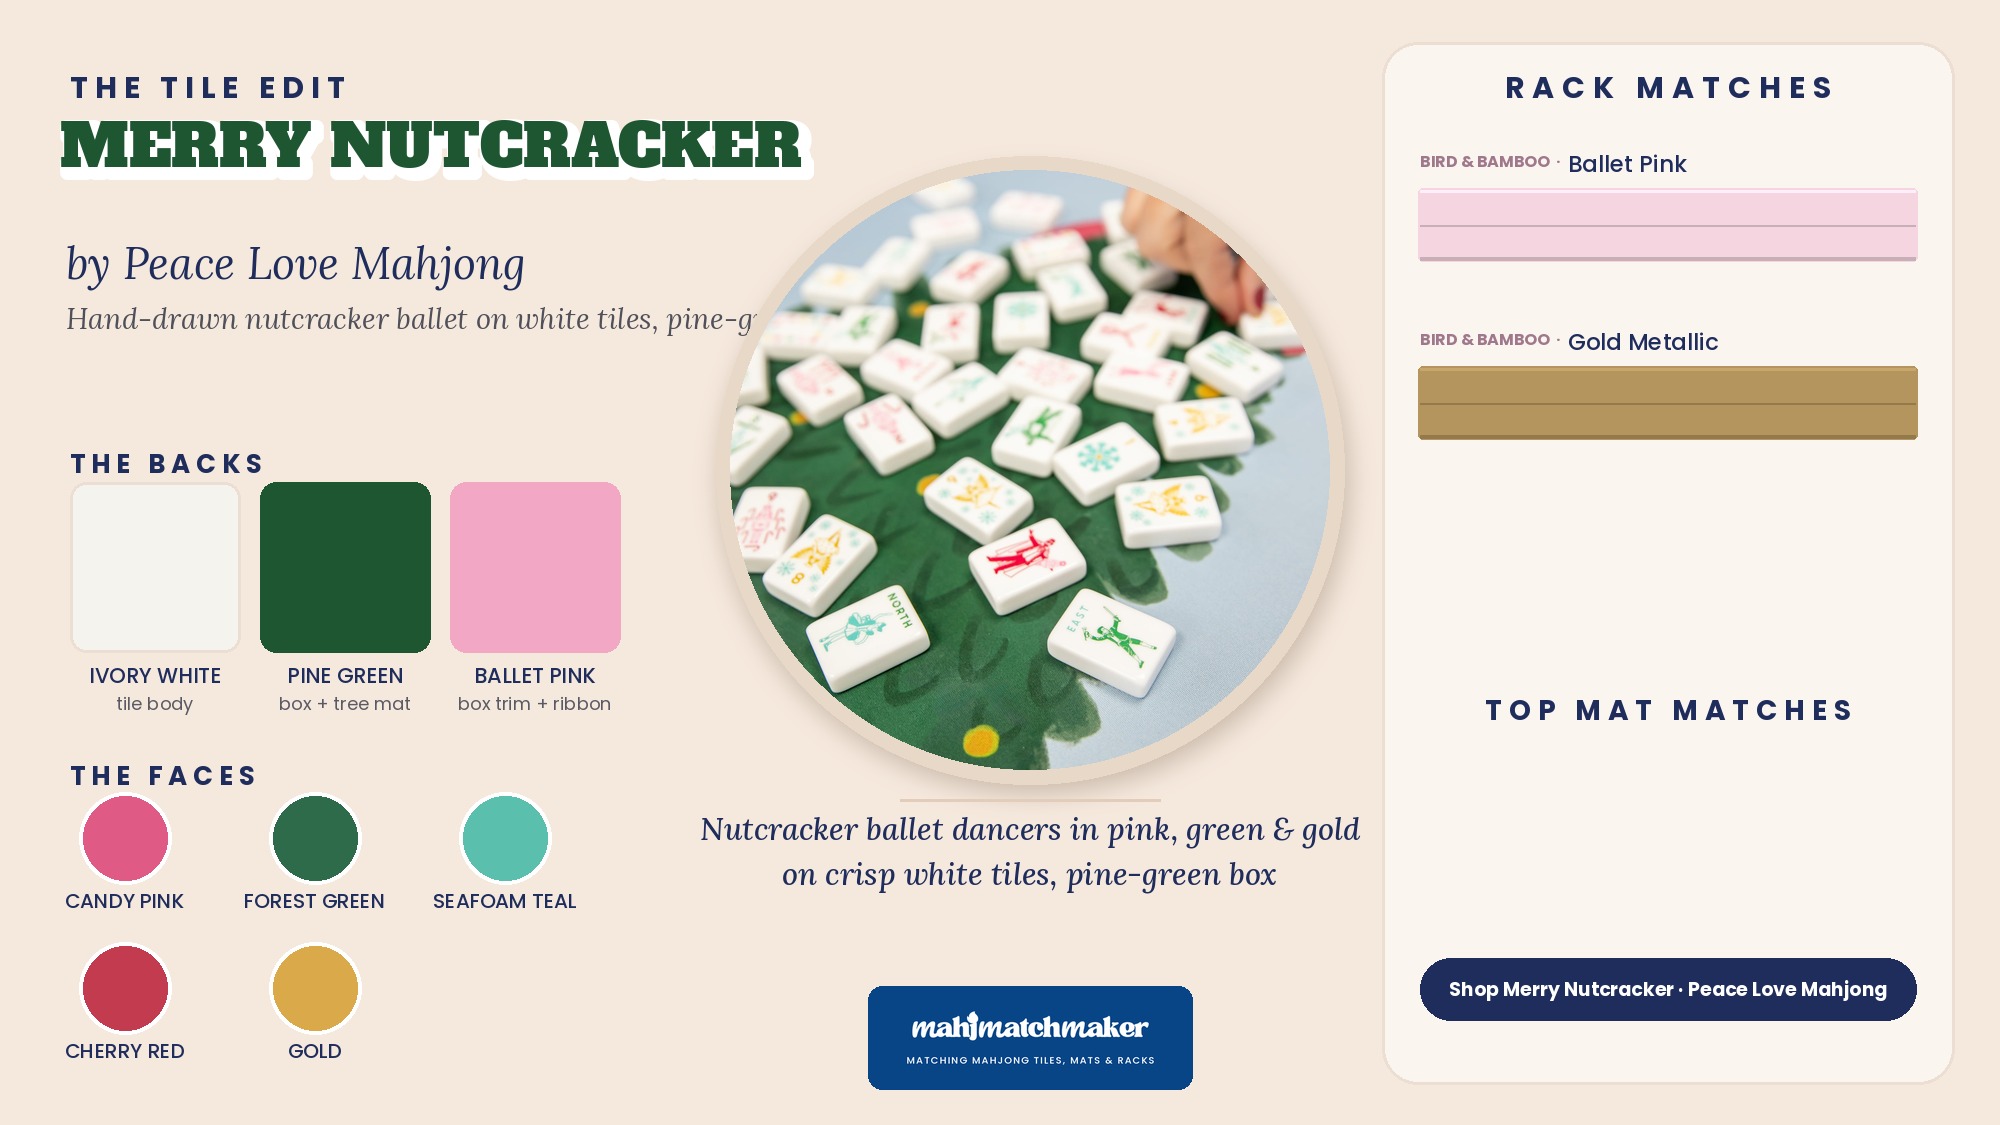 THE TILE EDIT
MERRY NUTCRACKER
by Peace Love Mahjong
Hand-drawn nutcracker ballet on white tiles,
THE BACKS
IVORY WHITE
tile body
PINE GREEN
box + tree mat
BALLET PINK
box trim + ribbon
THE FACES
CANDY PINK
FOREST GREEN
SEAFOAM TEAL
CHERRY RED
GOLD
NORTH
EAST
Nutcracker ballet dancers in pink, green & gold
on crisp white tiles, pine-green box
mahjmatchmaker
MATCHING MAHJONG TILES, MATS & RACKS
RACK MATCHES
BIRD & BAMBOO · Ballet Pink
BIRD & BAMBOO · Gold Metallic
TOP MAT MATCHES
Shop Merry Nutcracker · Peace Love Mahjong